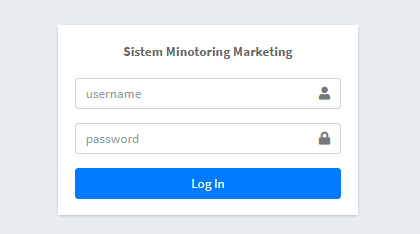 Sistem Minotoring Marketing
username
password
Log In